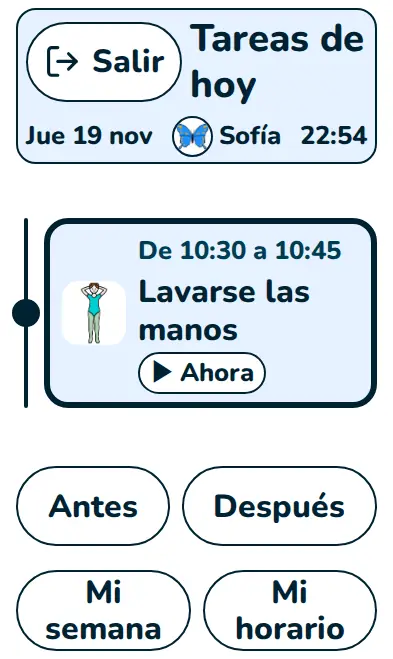 Salir
Tareas de
hoy
Jue 19 nov Sofía 22:54
De 10:30 a 10:45
Lavarse las
manos
Ahora
Antes Después
Mi
semana
Mi
horario